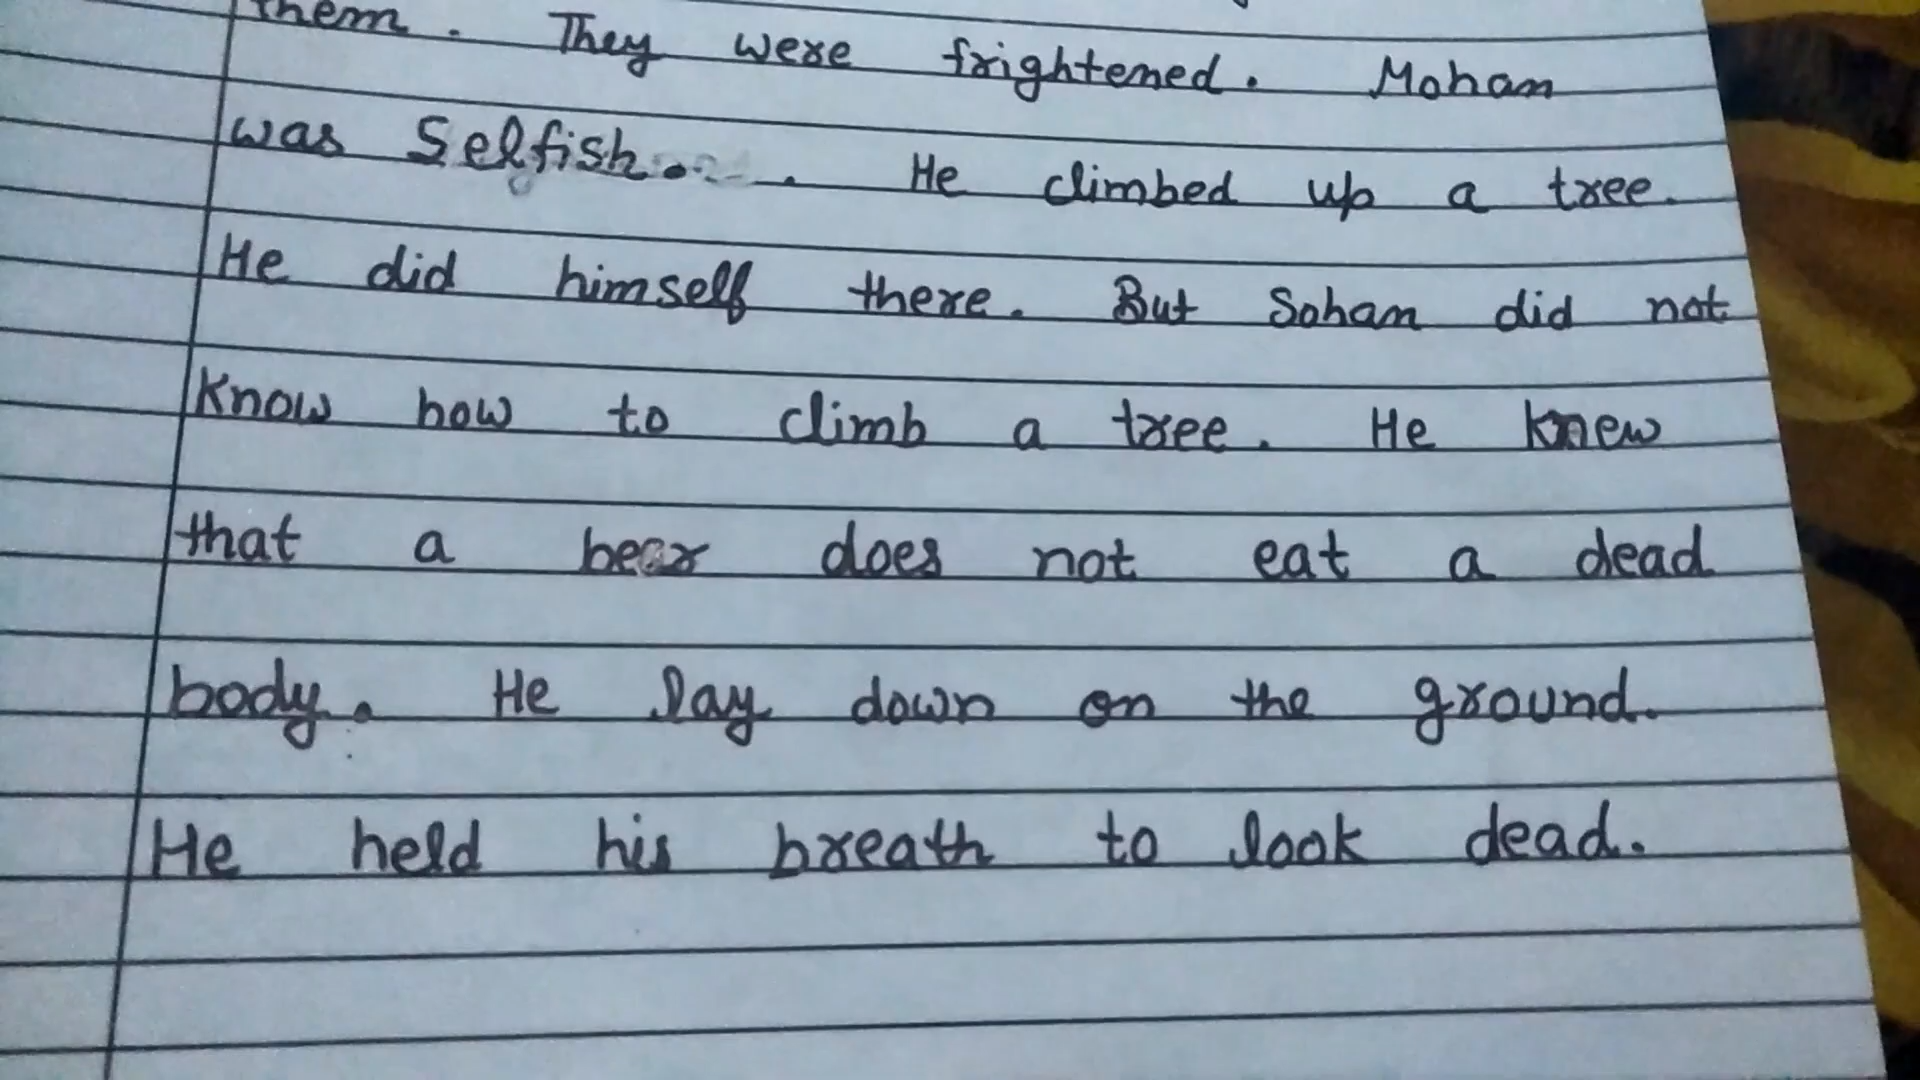 them. They were frightened. Moham
was Selfish. . He climbed up a tree.
He did himself there. But Soham did not
Know how to climb a tree. He knew
that a bear does not eat a dead
body. He lay down on the ground.
He held his breath to look dead.